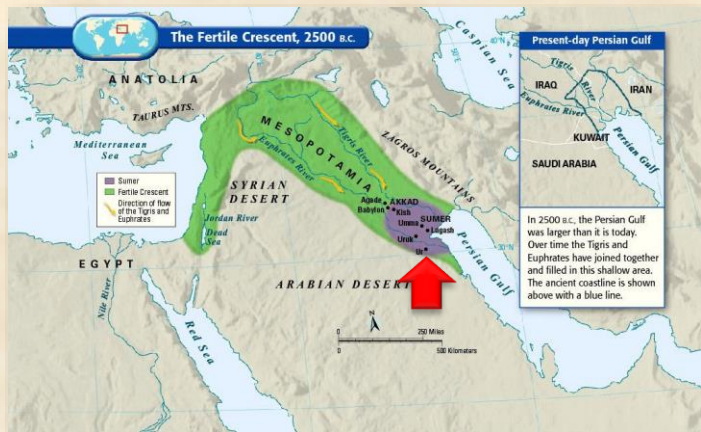 The Fertile Crescent, 2500 B.C.
Present-day Persian Gulf
Caspian Sea
40°N
50°E
ANATOLIA
TAURUS MTS.
Mediterranean
Sea
MESOPOTAMIA
Tigris River
Euphrates River
ZAGROS MOUNTAINS
Sumer
Fertile Crescent
Direction of flow
of the Tigris and
Euphrates
SYRIAN
DESERT
Jordan River
Dead
Sea
Agade
AKKAD
Babylon
Kish
Umma
SUMER
Lagash
Uruk
Ur
30°N
Persian Gulf
EGYPT
Nile River
ARABIAN DESERT
Red Sea
N
0 250 Miles
0 500 Kilometers
Tigris River
IRAQ
IRAN
Euphrates River
KUWAIT
Persian Gulf
SAUDI ARABIA
In 2500 B.C., the Persian Gulf
was larger than it is today.
Over time the Tigris and
Euphrates have joined together
and filled in this shallow area.
The ancient coastline is shown
above with a blue line.